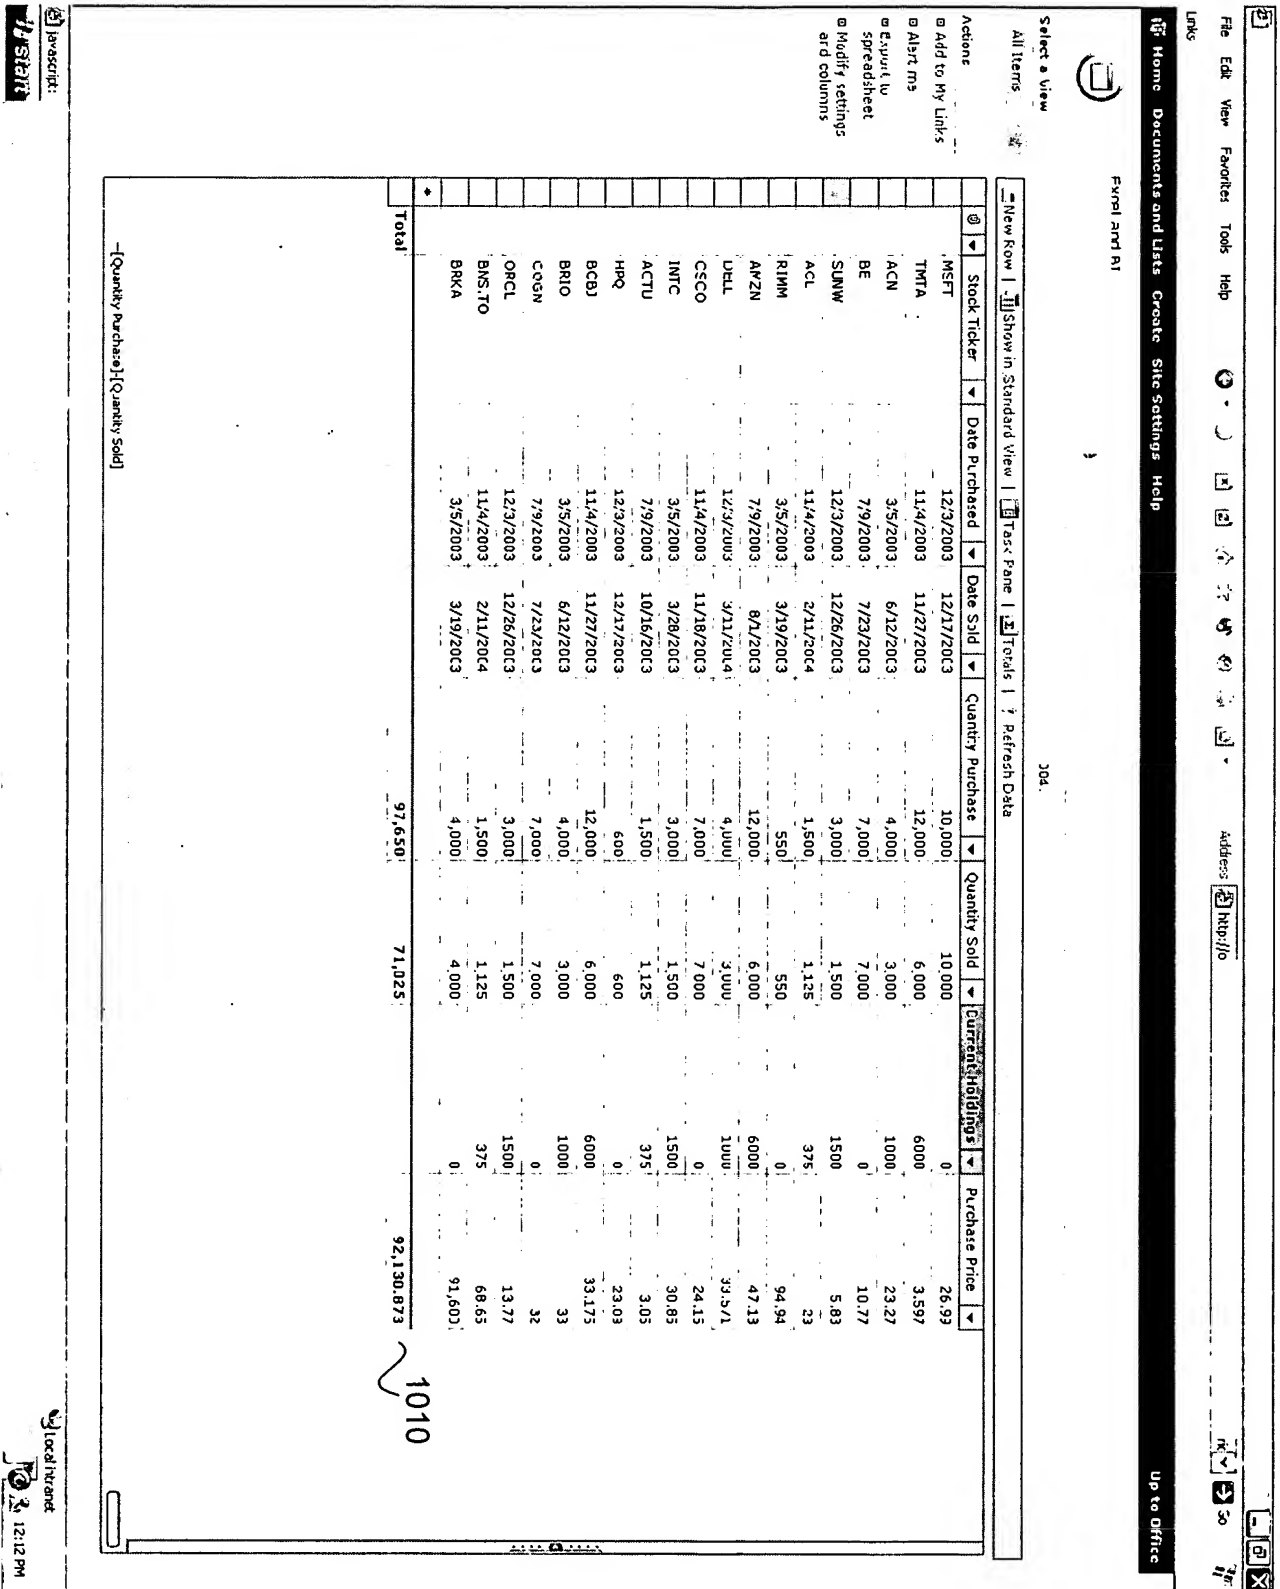 File Edit View Favorites Tools Help Address http://o Go
Links
Home Documents and Lists Create Site Settings Help Up to Office
Excel and BI
Select a View
All Items
Actions
Add to My Links
Alert me
Export to
spreadsheet
Modify settings
and columns
New Row | Show in Standard View | Task Pane | Totals | Refresh Data
Stock Ticker Date Purchased Date Sold Quantity Purchase Quantity Sold Current Holdings Purchase Price
MSFT 12/3/2003 12/17/2003 10,000 10,000 0 26.99
TMTA 11/4/2003 11/27/2003 12,000 6,000 6000 3.597
ACN 3/5/2003 6/12/2003 4,000 3,000 1000 23.27
BE 7/9/2003 7/23/2003 7,000 7,000 0 10.77
SUNW 12/3/2003 12/26/2003 3,000 1,500 1500 5.83
ACL 11/4/2003 2/11/2004 1,500 1,125 375 23
RIMM 3/5/2003 3/19/2003 550 550 0 94.94
AMZN 7/9/2003 8/1/2003 12,000 6,000 6000 47.13
DELL 12/3/2003 3/11/2004 4,000 3,000 1000 33.571
CSCO 11/4/2003 11/18/2003 7,000 7,000 0 24.15
INTC 3/5/2003 3/28/2003 3,000 1,500 1500 30.85
ACTU 7/9/2003 10/16/2003 1,500 1,125 375 3.05
HPQ 12/3/2003 12/17/2003 600 600 0 23.03
BCBJ 11/4/2003 11/27/2003 12,000 6,000 6000 33.175
BRIO 3/5/2003 6/12/2003 4,000 3,000 1000 33
COGN 7/9/2003 7/23/2003 7,000 7,000 0 32
ORCL 12/3/2003 12/26/2003 3,000 1,500 1500 13.77
BNS.TO 11/4/2003 2/11/2004 1,500 1,125 375 68.65
BRKA 3/5/2003 3/19/2003 4,000 4,000 0 91,600
*
Total 97,650 71,025 92,130.873
1010
=[Quantity Purchase]-[Quantity Sold]
javascript: Local intranet
start 12:12 PM